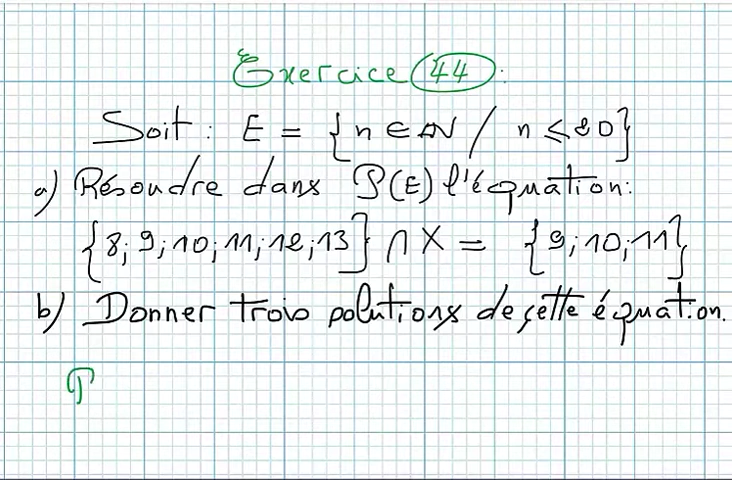 Exercice 44 :
Soit : E = {n ∈ IN / n ≤ 20}
a) Résoudre dans P(E) l'équation:
{8; 9; 10; 11; 12; 13} ∩ X = {9; 10; 11}
b) Donner trois solutions de cette équation.